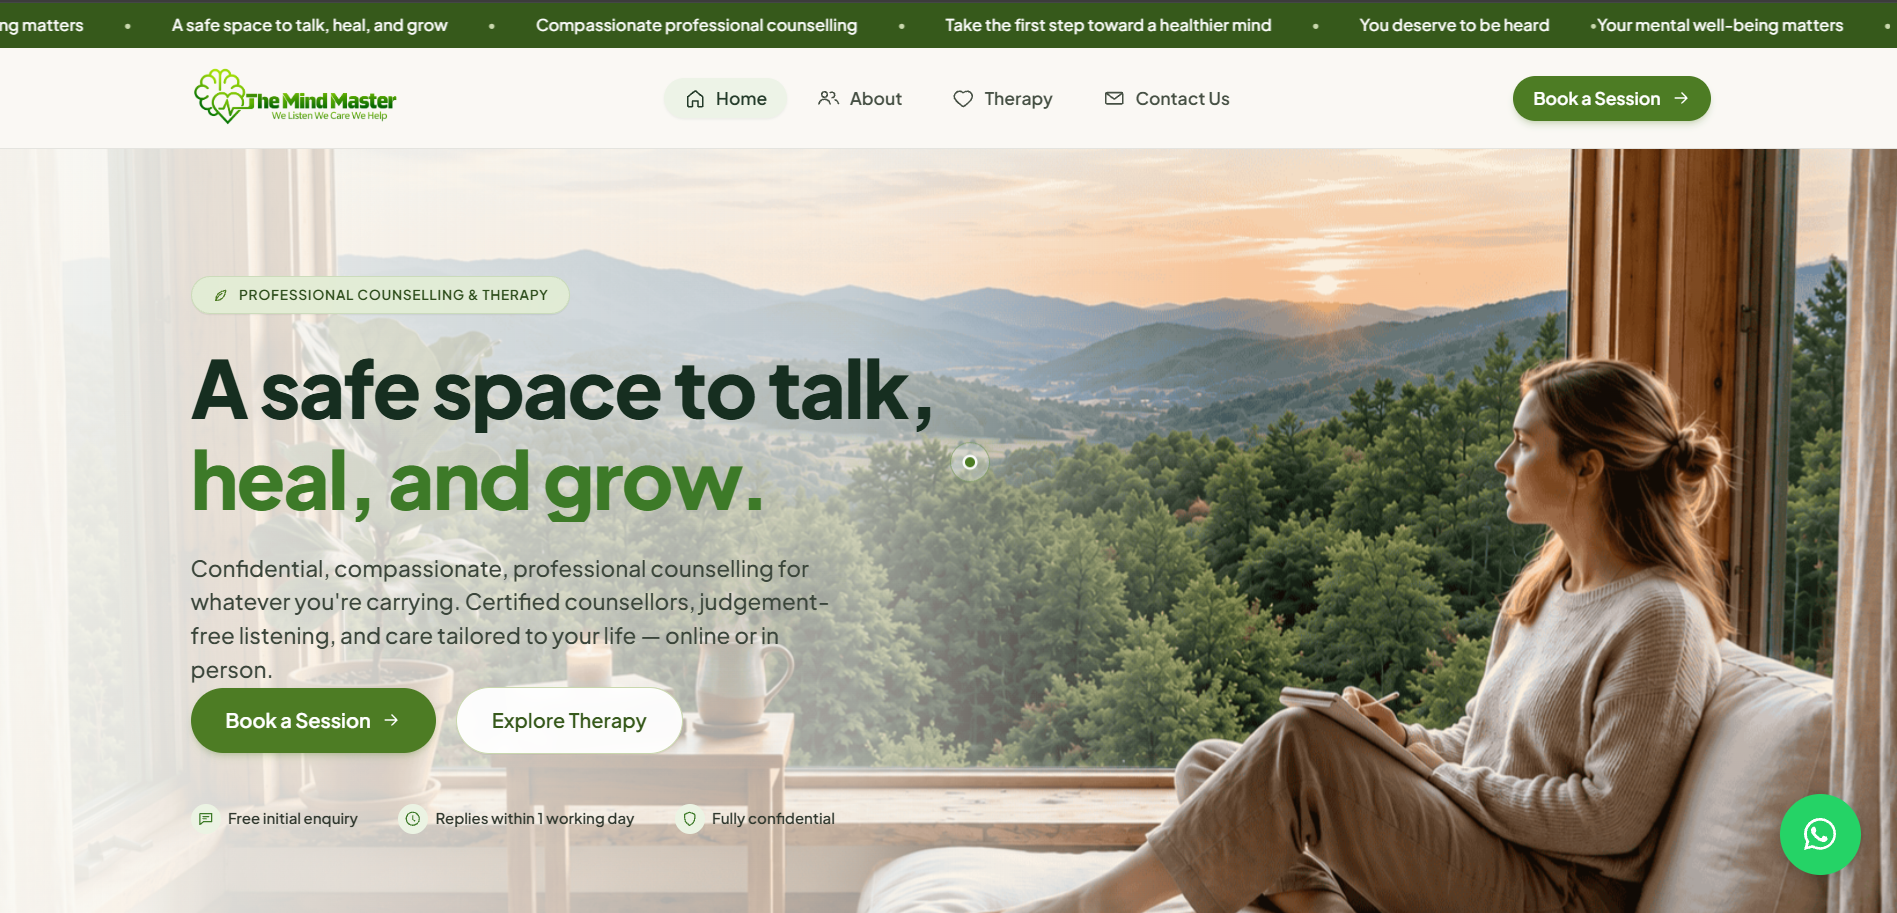 ng matters • A safe space to talk, heal, and grow • Compassionate professional counselling • Take the first step toward a healthier mind • You deserve to be heard •Your mental well-being matters •
The Mind Master
We Listen We Care We Help
Home
About
Therapy
Contact Us
Book a Session →
PROFESSIONAL COUNSELLING & THERAPY
A safe space to talk,
heal, and grow.
Confidential, compassionate, professional counselling for
whatever you're carrying. Certified counsellors, judgement-
free listening, and care tailored to your life — online or in
person.
Book a Session →
Explore Therapy
Free initial enquiry
Replies within 1 working day
Fully confidential